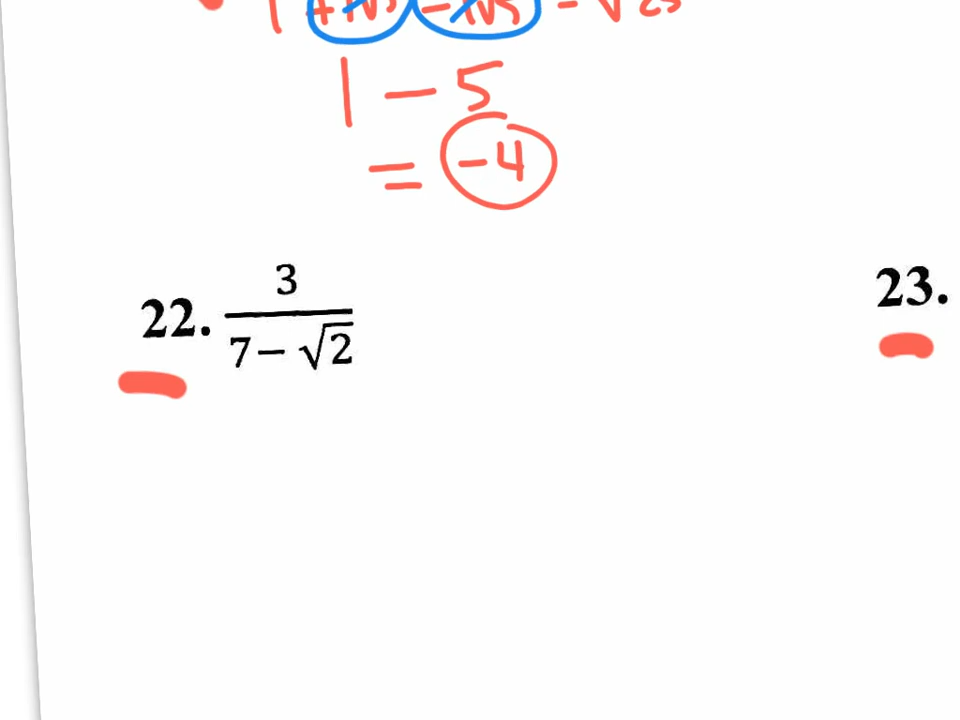 1 - 5
= -4
22. 3 / (7 - √2)
23.